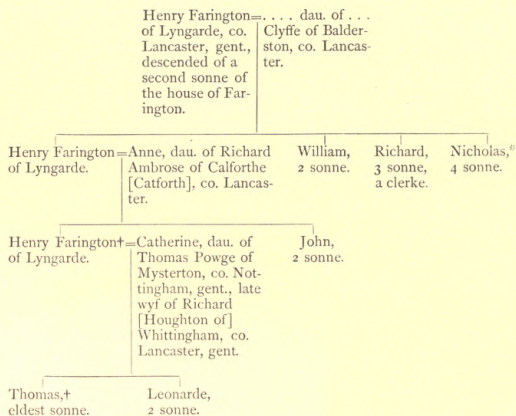 Henry Farington=. . . . dau. of . . .
of Lyngarde, co. Clyffe of Balder-
Lancaster, gent., ston, co. Lancas-
descended of a ter.
second sonne of
the house of Far-
ington.
Henry Farington=Anne, dau. of Richard William, Richard, Nicholas,*
of Lyngarde. Ambrose of Calforthe 2 sonne. 3 sonne, 4 sonne.
[Catforth], co. Lancas- a clerke.
ter.
Henry Farington†=Catherine, dau. of John,
of Lyngarde. Thomas Powge of 2 sonne.
Mysterton, co. Not-
tingham, gent., late
wyf of Richard
[Houghton of]
Whittingham, co.
Lancaster, gent.
Thomas,† Leonarde,
eldest sonne. 2 sonne.